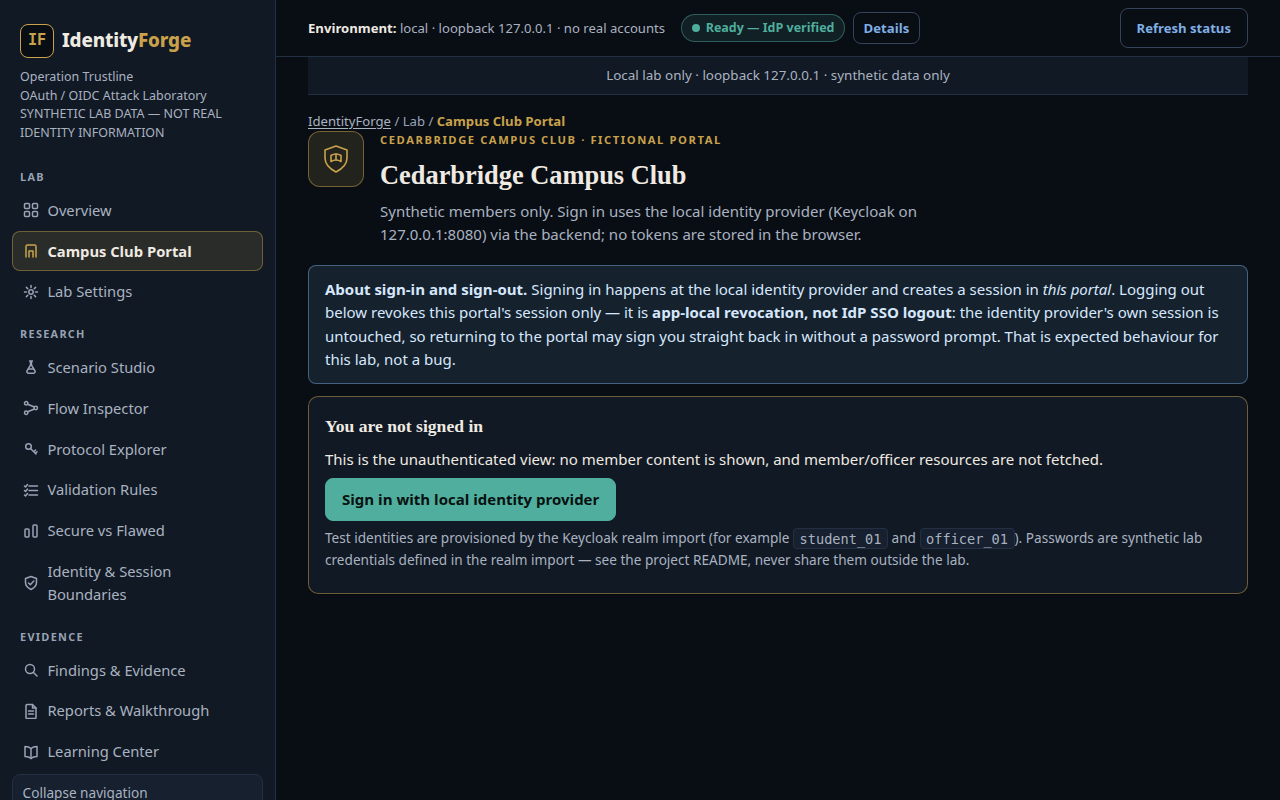 IF IdentityForge
Operation Trustline
OAuth / OIDC Attack Laboratory
SYNTHETIC LAB DATA — NOT REAL
IDENTITY INFORMATION
LAB
Overview
Campus Club Portal
Lab Settings
RESEARCH
Scenario Studio
Flow Inspector
Protocol Explorer
Validation Rules
Secure vs Flawed
Identity & Session
Boundaries
EVIDENCE
Findings & Evidence
Reports & Walkthrough
Learning Center
Collapse navigation
Environment: local · loopback 127.0.0.1 · no real accounts
Ready — IdP verified
Details
Refresh status
Local lab only · loopback 127.0.0.1 · synthetic data only
IdentityForge / Lab / Campus Club Portal
CEDARBRIDGE CAMPUS CLUB · FICTIONAL PORTAL
Cedarbridge Campus Club
Synthetic members only. Sign in uses the local identity provider (Keycloak on
127.0.0.1:8080) via the backend; no tokens are stored in the browser.
About sign-in and sign-out. Signing in happens at the local identity provider and creates a session in this portal. Logging out
below revokes this portal's session only — it is app-local revocation, not IdP SSO logout: the identity provider's own session is
untouched, so returning to the portal may sign you straight back in without a password prompt. That is expected behaviour for
this lab, not a bug.
You are not signed in
This is the unauthenticated view: no member content is shown, and member/officer resources are not fetched.
Sign in with local identity provider
Test identities are provisioned by the Keycloak realm import (for example student_01 and officer_01). Passwords are synthetic lab
credentials defined in the realm import — see the project README, never share them outside the lab.